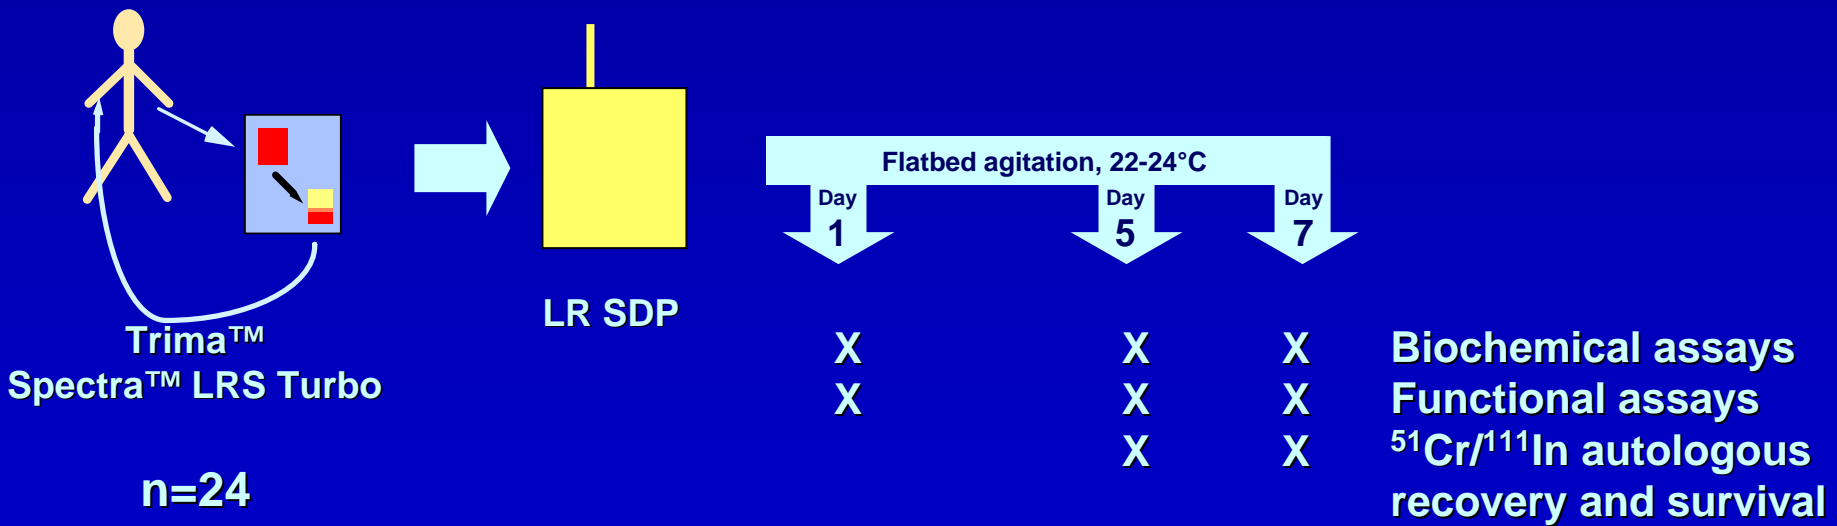 Flatbed agitation, 22-24°C
Day
1
Day
5
Day
7
LR SDP
Trima™
Spectra™ LRS Turbo
n=24
X X X Biochemical assays
X X X Functional assays
X X ⁵¹Cr/¹¹¹In autologous
recovery and survival